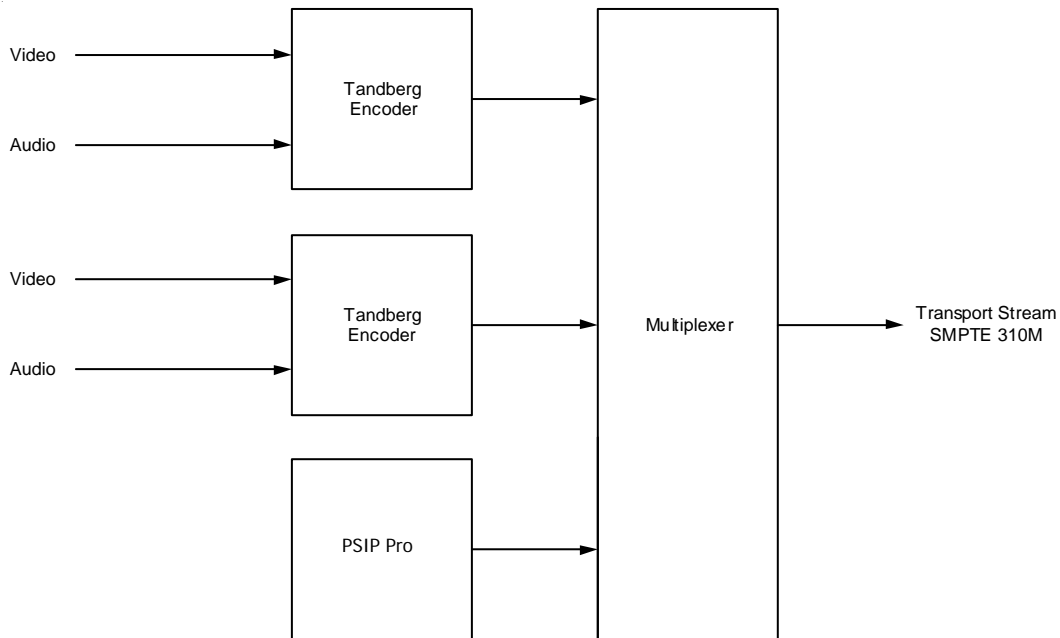 Video
Tandberg
Encoder
Audio
Video
Tandberg
Encoder
Audio
Multiplexer
Transport Stream
SMPTE 310M
PSIP Pro